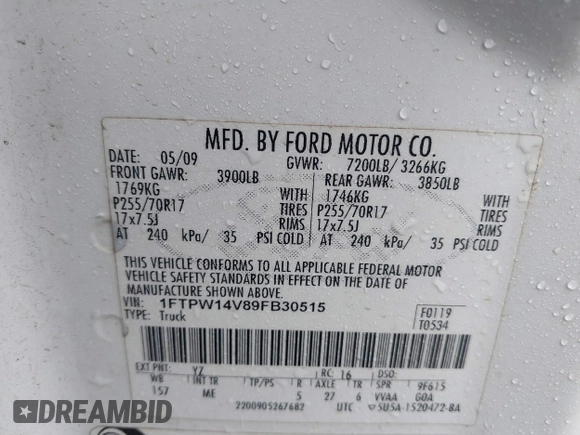 MFD. BY FORD MOTOR CO.
DATE: 05/09 GVWR: 7200LB/ 3266KG
FRONT GAWR: 3900LB REAR GAWR: 3850LB
1769KG WITH 1746KG WITH
P255/70R17 TIRES P255/70R17 TIRES
17x7.5J RIMS 17x7.5J RIMS
AT 240 kPa/ 35 PSI COLD AT 240 kPa/ 35 PSI COLD
THIS VEHICLE CONFORMS TO ALL APPLICABLE FEDERAL MOTOR
VEHICLE SAFETY STANDARDS IN EFFECT ON THE DATE OF
MANUFACTURE SHOWN ABOVE.
VIN: 1FTPW14V89FB30515
TYPE: Truck
F0119
T0534
EXT PNT: YZ RC: 16 DSO:
WB INT TR TP/PS R AXLE TR SPR 9F615
157 ME 5 27 6 VVAA G0A
2200905267682 UTC 5U5A-1520472-BA
DREAMBID